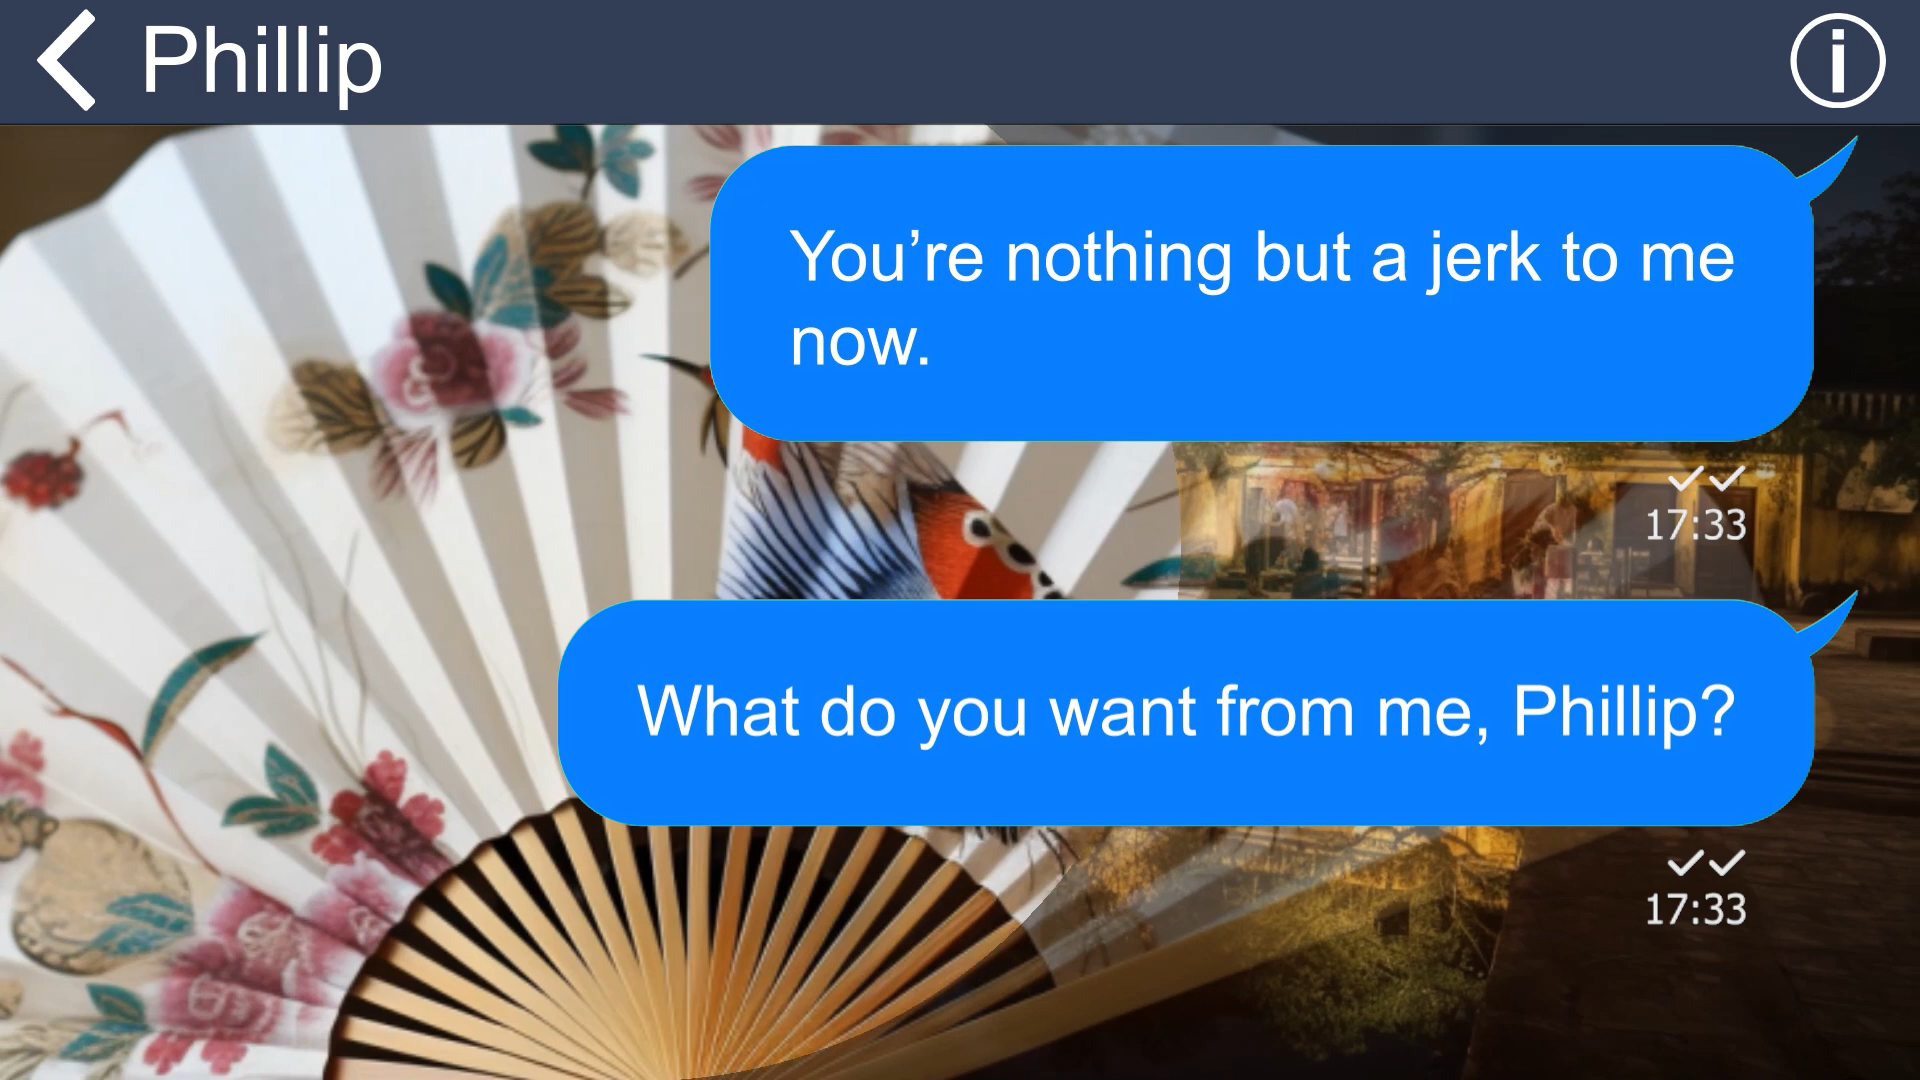 Phillip
You’re nothing but a jerk to me
now.
17:33
What do you want from me, Phillip?
17:33